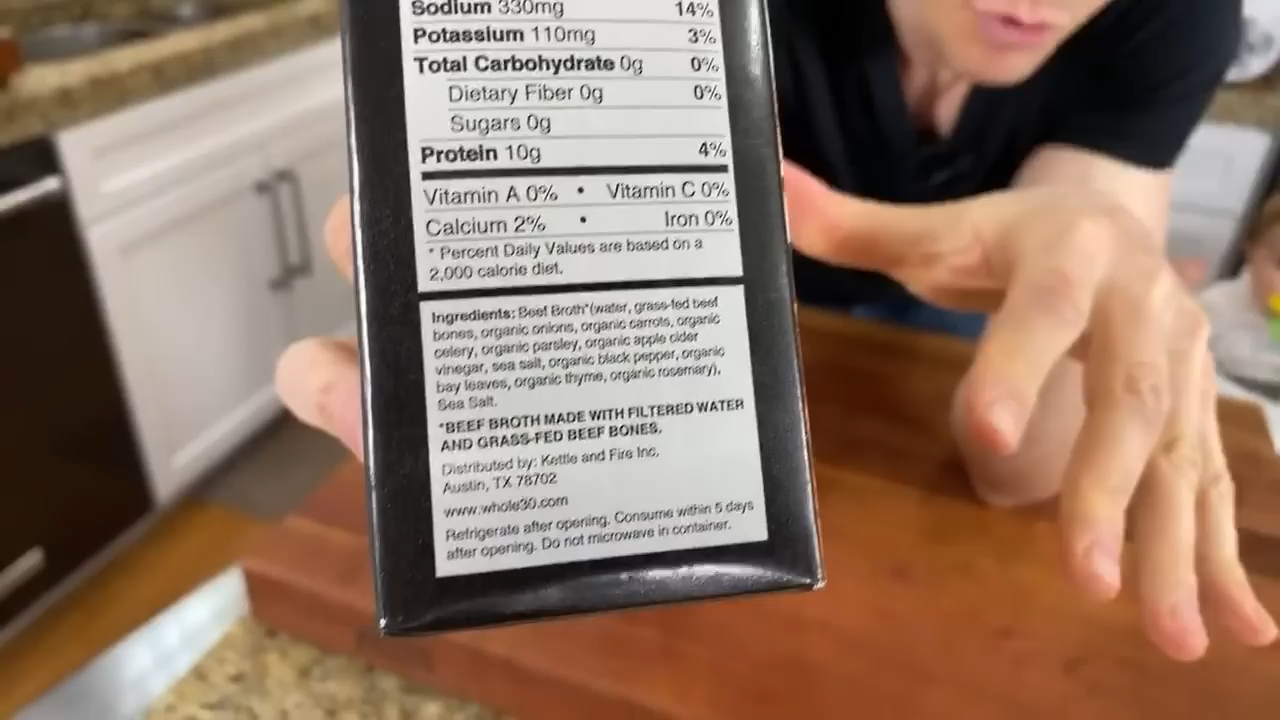 Sodium 330mg 14%
Potassium 110mg 3%
Total Carbohydrate 0g 0%
Dietary Fiber 0g 0%
Sugars 0g
Protein 10g 4%
Vitamin A 0% • Vitamin C 0%
Calcium 2% • Iron 0%
* Percent Daily Values are based on a
2,000 calorie diet.
Ingredients: Beef Broth*(water, grass-fed beef
bones, organic onions, organic carrots, organic
celery, organic parsley, organic apple cider
vinegar, sea salt, organic black pepper, organic
bay leaves, organic thyme, organic rosemary),
Sea Salt.
*BEEF BROTH MADE WITH FILTERED WATER
AND GRASS-FED BEEF BONES.
Distributed by: Kettle and Fire Inc.
Austin, TX 78702
www.whole30.com
Refrigerate after opening. Consume within 5 days
after opening. Do not microwave in container.